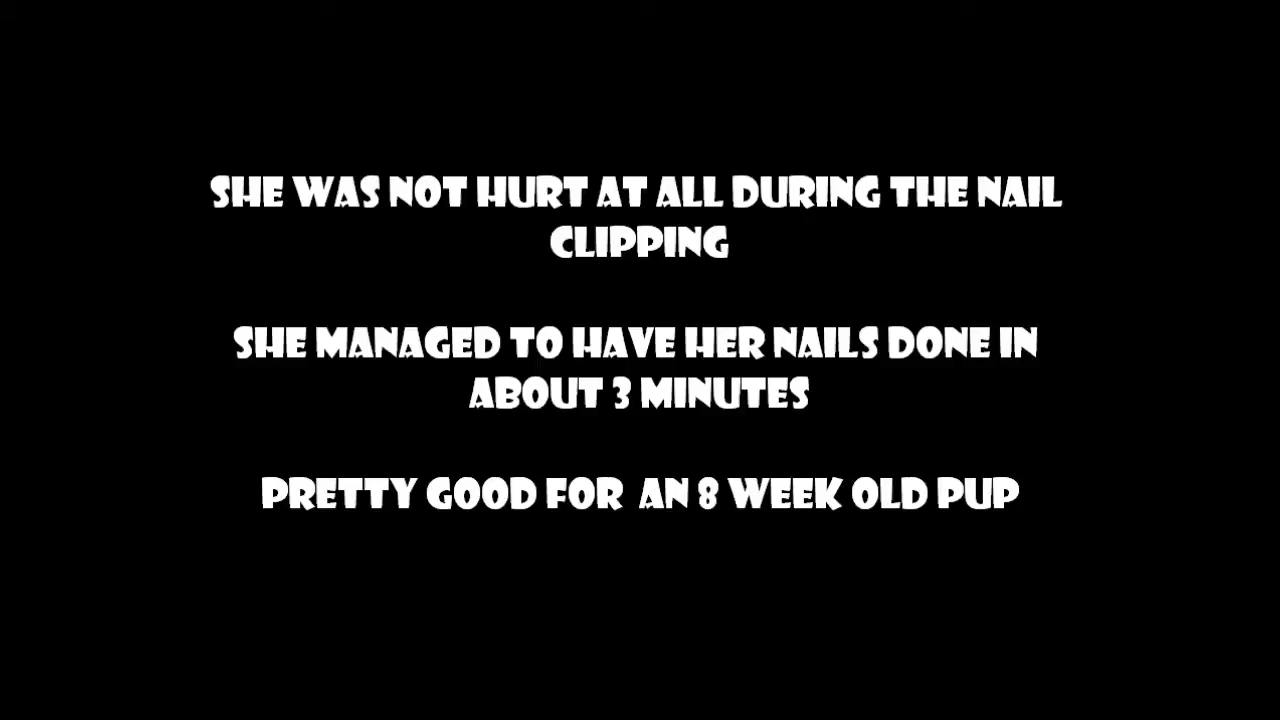 SHE WAS NOT HURT AT ALL DURING THE NAIL
CLIPPING
SHE MANAGED TO HAVE HER NAILS DONE IN
ABOUT 3 MINUTES
PRETTY GOOD FOR AN 8 WEEK OLD PUP